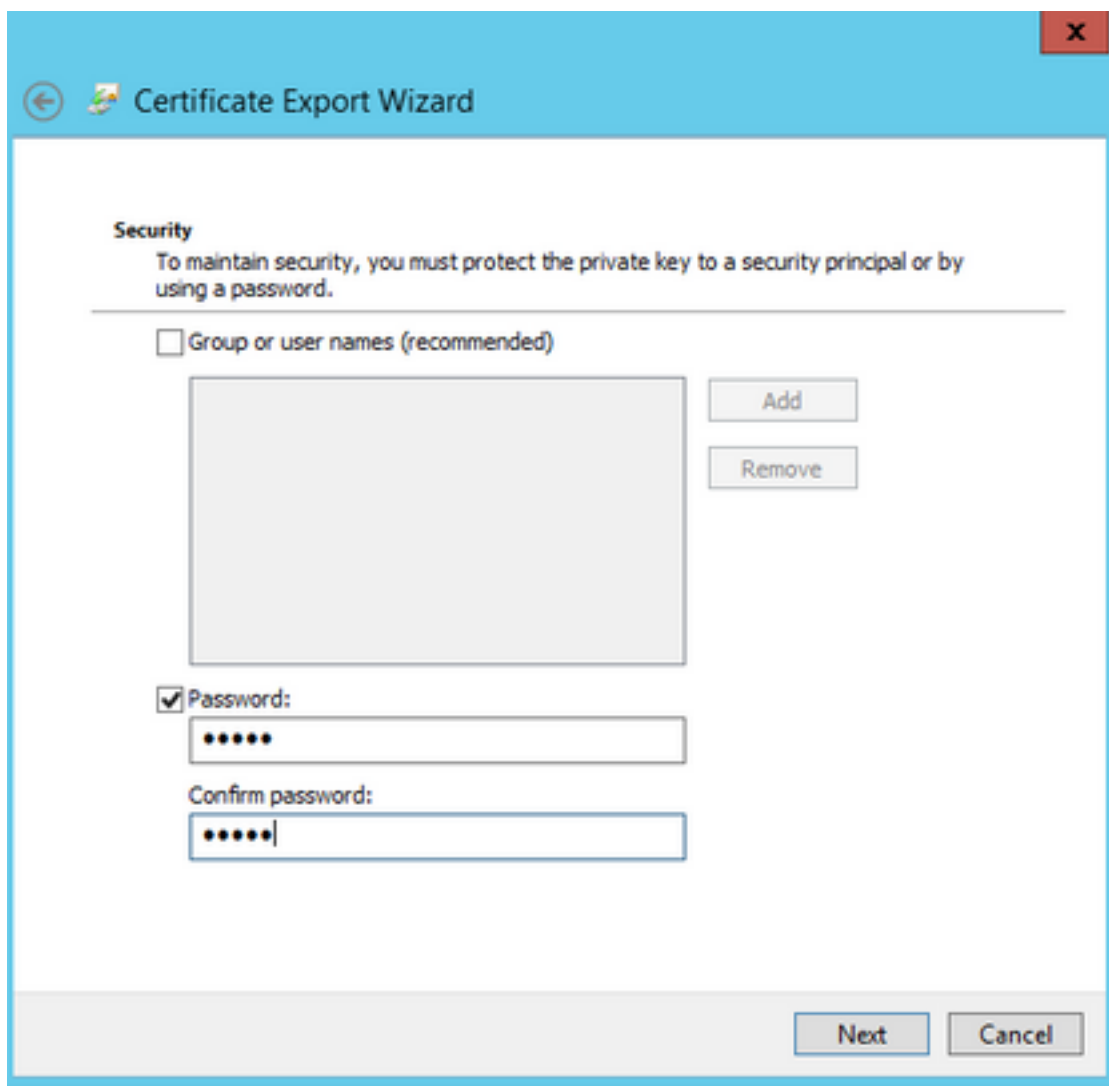 x
Certificate Export Wizard
Security
To maintain security, you must protect the private key to a security principal or by
using a password.
Group or user names (recommended)
Add
Remove
Password:
•••••
Confirm password:
•••••
Next
Cancel